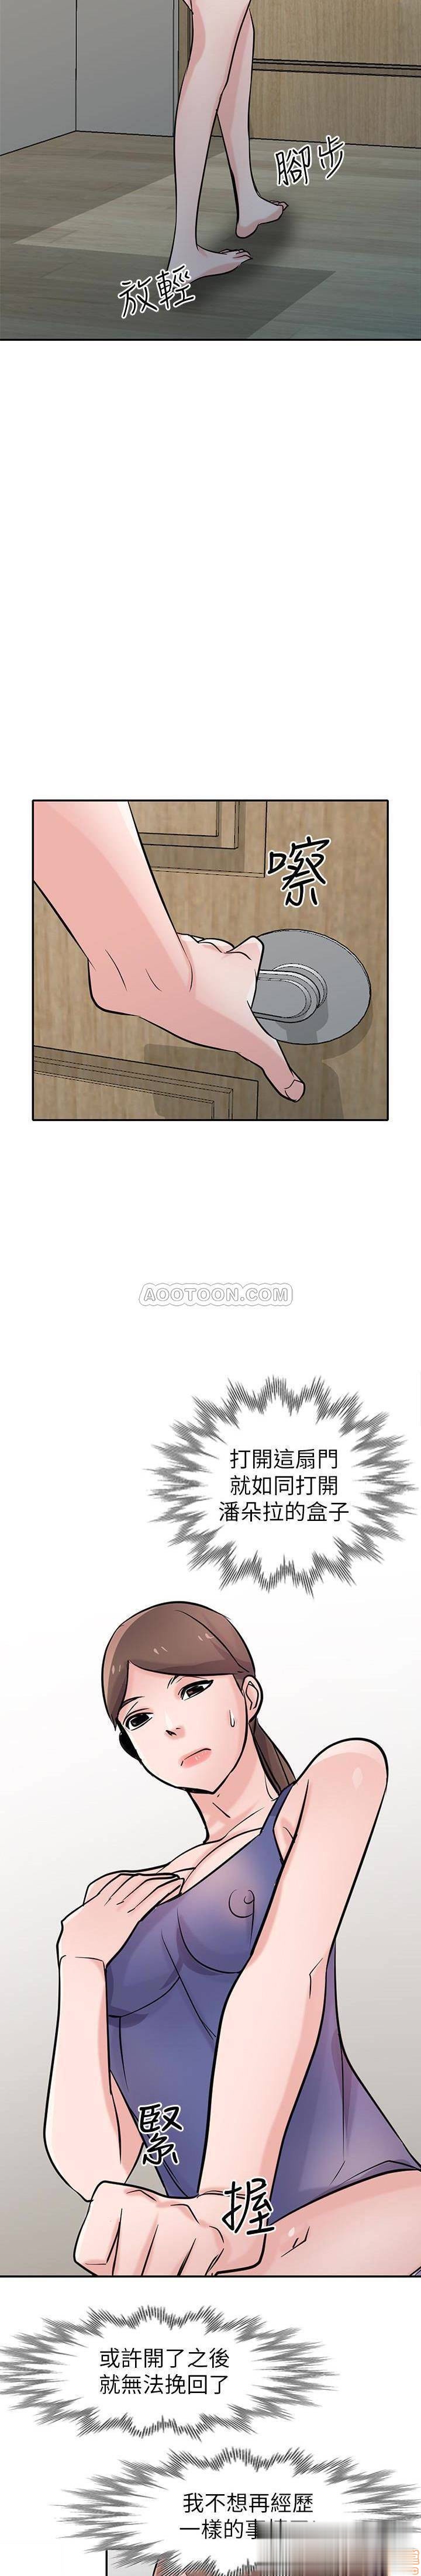 腳步
放輕
嚓
AOOTOON.COM
打開這扇門
就如同打開
潘朵拉的盒子
緊
握
或許開了之後
就無法挽回了
我不想再經歷
一樣的事